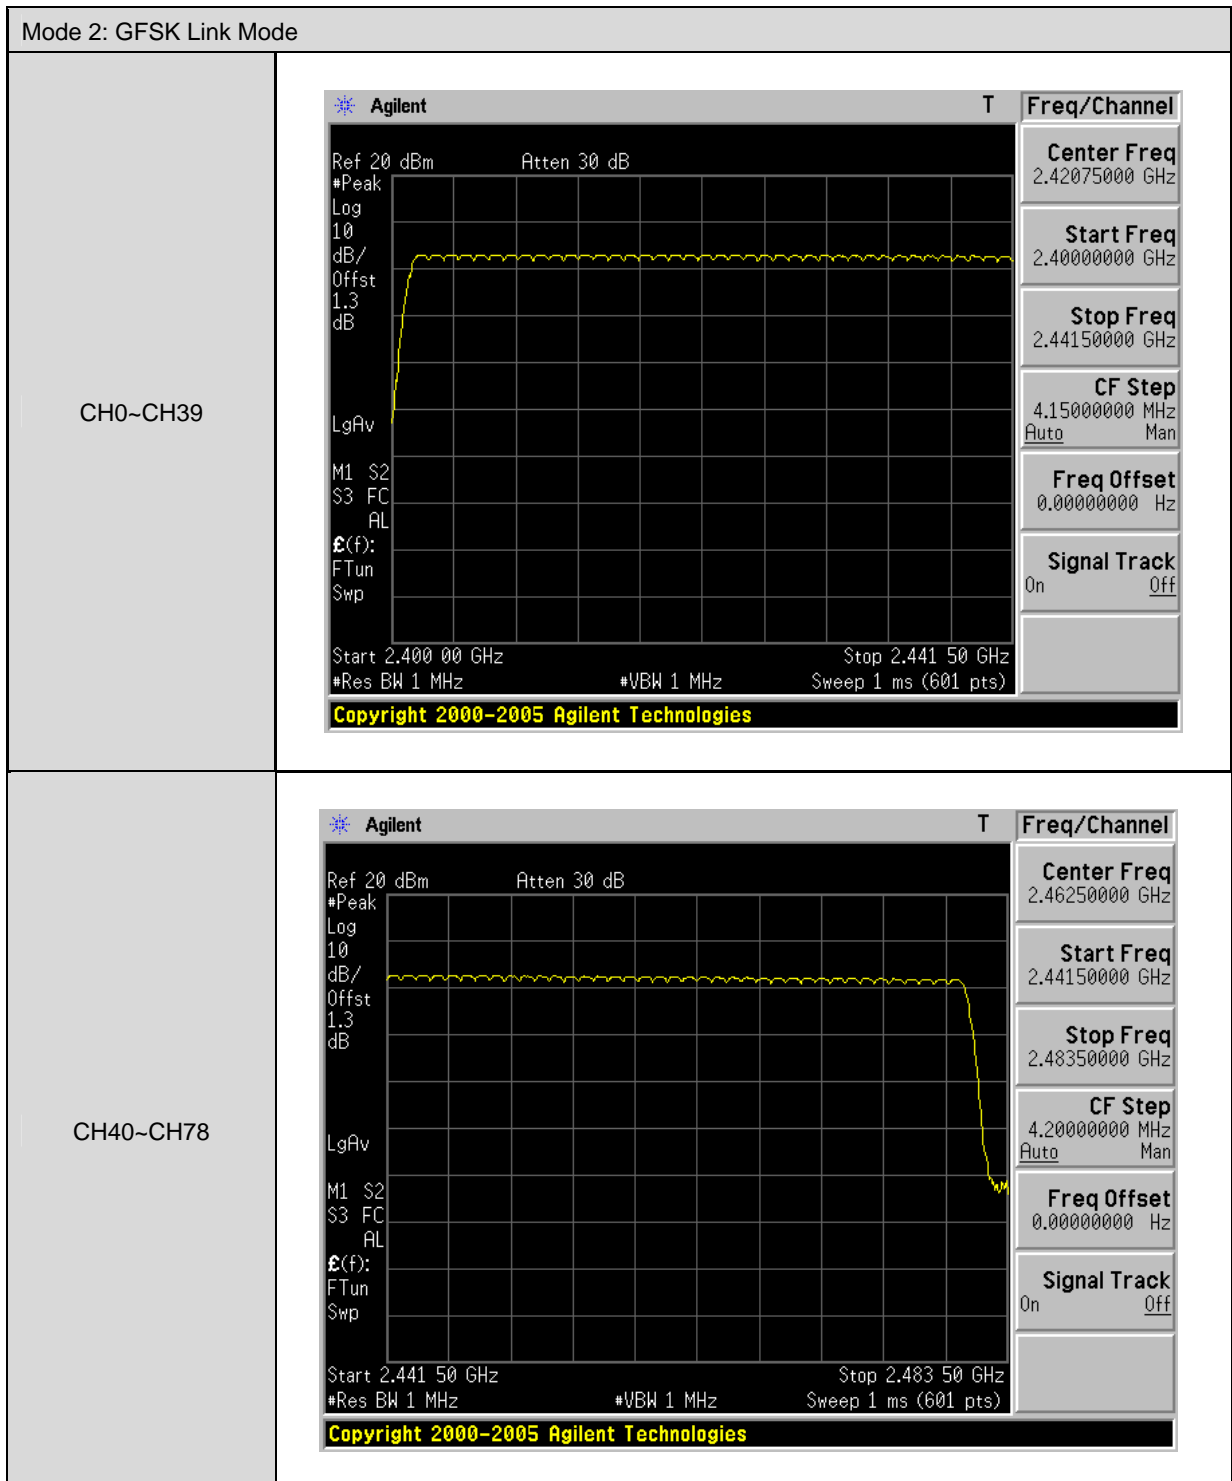 Mode 2: GFSK Link Mode
CH0~CH39
Agilent T Freq/Channel
Ref 20 dBm Atten 30 dB
#Peak
Log
10
dB/
Offst
1.3
dB
LgAv
M1 S2
S3 FC
AL
£(f):
FTun
Swp
Start 2.400 00 GHz Stop 2.441 50 GHz
#Res BW 1 MHz #VBW 1 MHz Sweep 1 ms (601 pts)
Copyright 2000-2005 Agilent Technologies
Center Freq
2.42075000 GHz
Start Freq
2.40000000 GHz
Stop Freq
2.44150000 GHz
CF Step
4.15000000 MHz
Auto Man
Freq Offset
0.00000000 Hz
Signal Track
On Off
CH40~CH78
Agilent T Freq/Channel
Ref 20 dBm Atten 30 dB
#Peak
Log
10
dB/
Offst
1.3
dB
LgAv
M1 S2
S3 FC
AL
£(f):
FTun
Swp
Start 2.441 50 GHz Stop 2.483 50 GHz
#Res BW 1 MHz #VBW 1 MHz Sweep 1 ms (601 pts)
Copyright 2000-2005 Agilent Technologies
Center Freq
2.46250000 GHz
Start Freq
2.44150000 GHz
Stop Freq
2.48350000 GHz
CF Step
4.20000000 MHz
Auto Man
Freq Offset
0.00000000 Hz
Signal Track
On Off